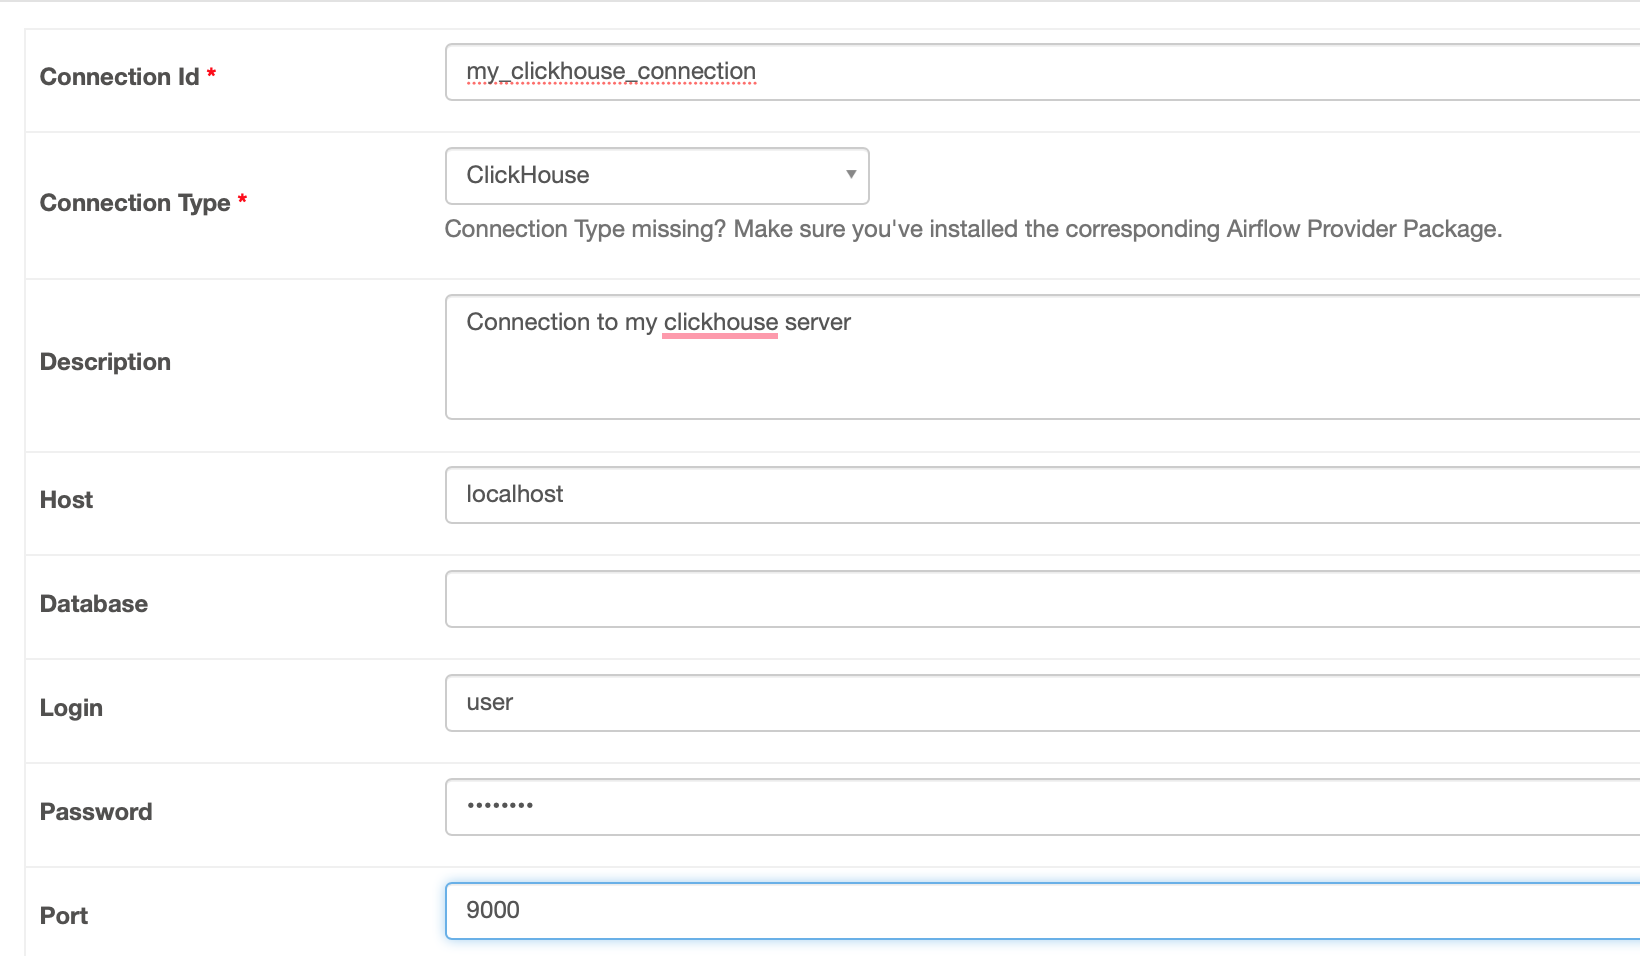 Connection Id *
my_clickhouse_connection
Connection Type *
ClickHouse
Connection Type missing? Make sure you've installed the corresponding Airflow Provider Package.
Description
Connection to my clickhouse server
Host
localhost
Database
Login
user
Password
••••••••
Port
9000